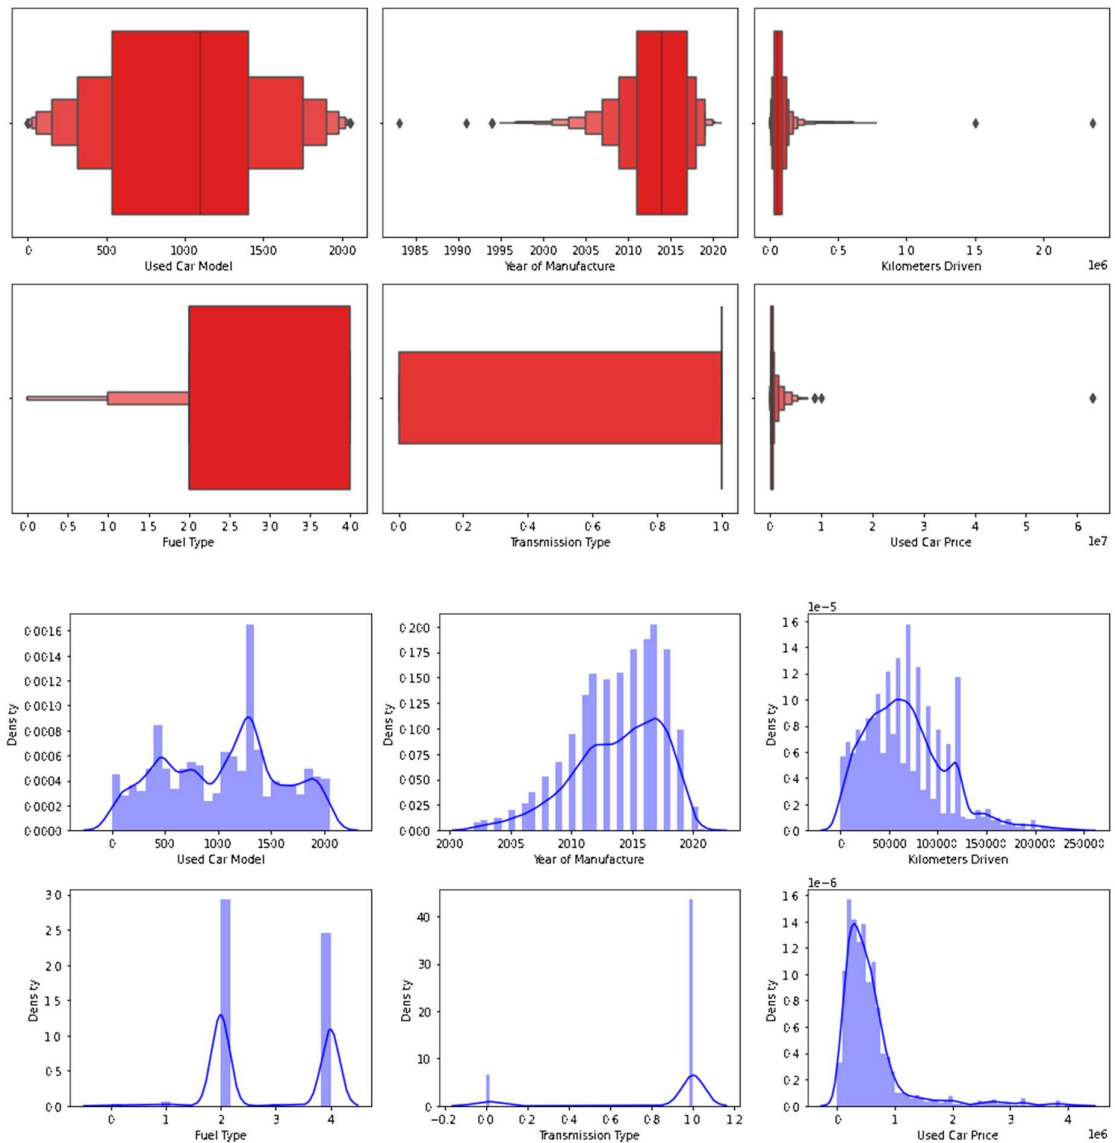 0 500 1000 1500 2000
Used Car Model
1985 1990 1995 2000 2005 2010 2015 2020
Year of Manufacture
0·0 0·5 1·0 1·5 2·0
Kilometers Driven
1e6
0·0 0·5 1·0 1·5 2·0 2·5 3·0 3·5 4·0
Fuel Type
0·0 0·2 0·4 0·6 0·8 1·0
Transmission Type
0 1 2 3 4 5 6
Used Car Price
1e7
0·0016
0·0014
0·0012
0·0010
0·0008
0·0006
0·0004
0·0002
0·0000
Density
0 500 1000 1500 2000
Used Car Model
0·200
0·175
0·150
0·125
0·100
0·075
0·050
0·025
0·000
Density
2000 2005 2010 2015 2020
Year of Manufacture
1e−5
1·6
1·4
1·2
1·0
0·8
0·6
0·4
0·2
0·0
Density
0 50000 100000 150000 200000 250000
Kilometers Driven
3·0
2·5
2·0
1·5
1·0
0·5
0·0
Density
0 1 2 3 4
Fuel Type
40
30
20
10
0
Density
−0·2 0·0 0·2 0·4 0·6 0·8 1·0 1·2
Transmission Type
1e−6
1·6
1·4
1·2
1·0
0·8
0·6
0·4
0·2
0·0
Density
0 1 2 3 4
Used Car Price
1e6